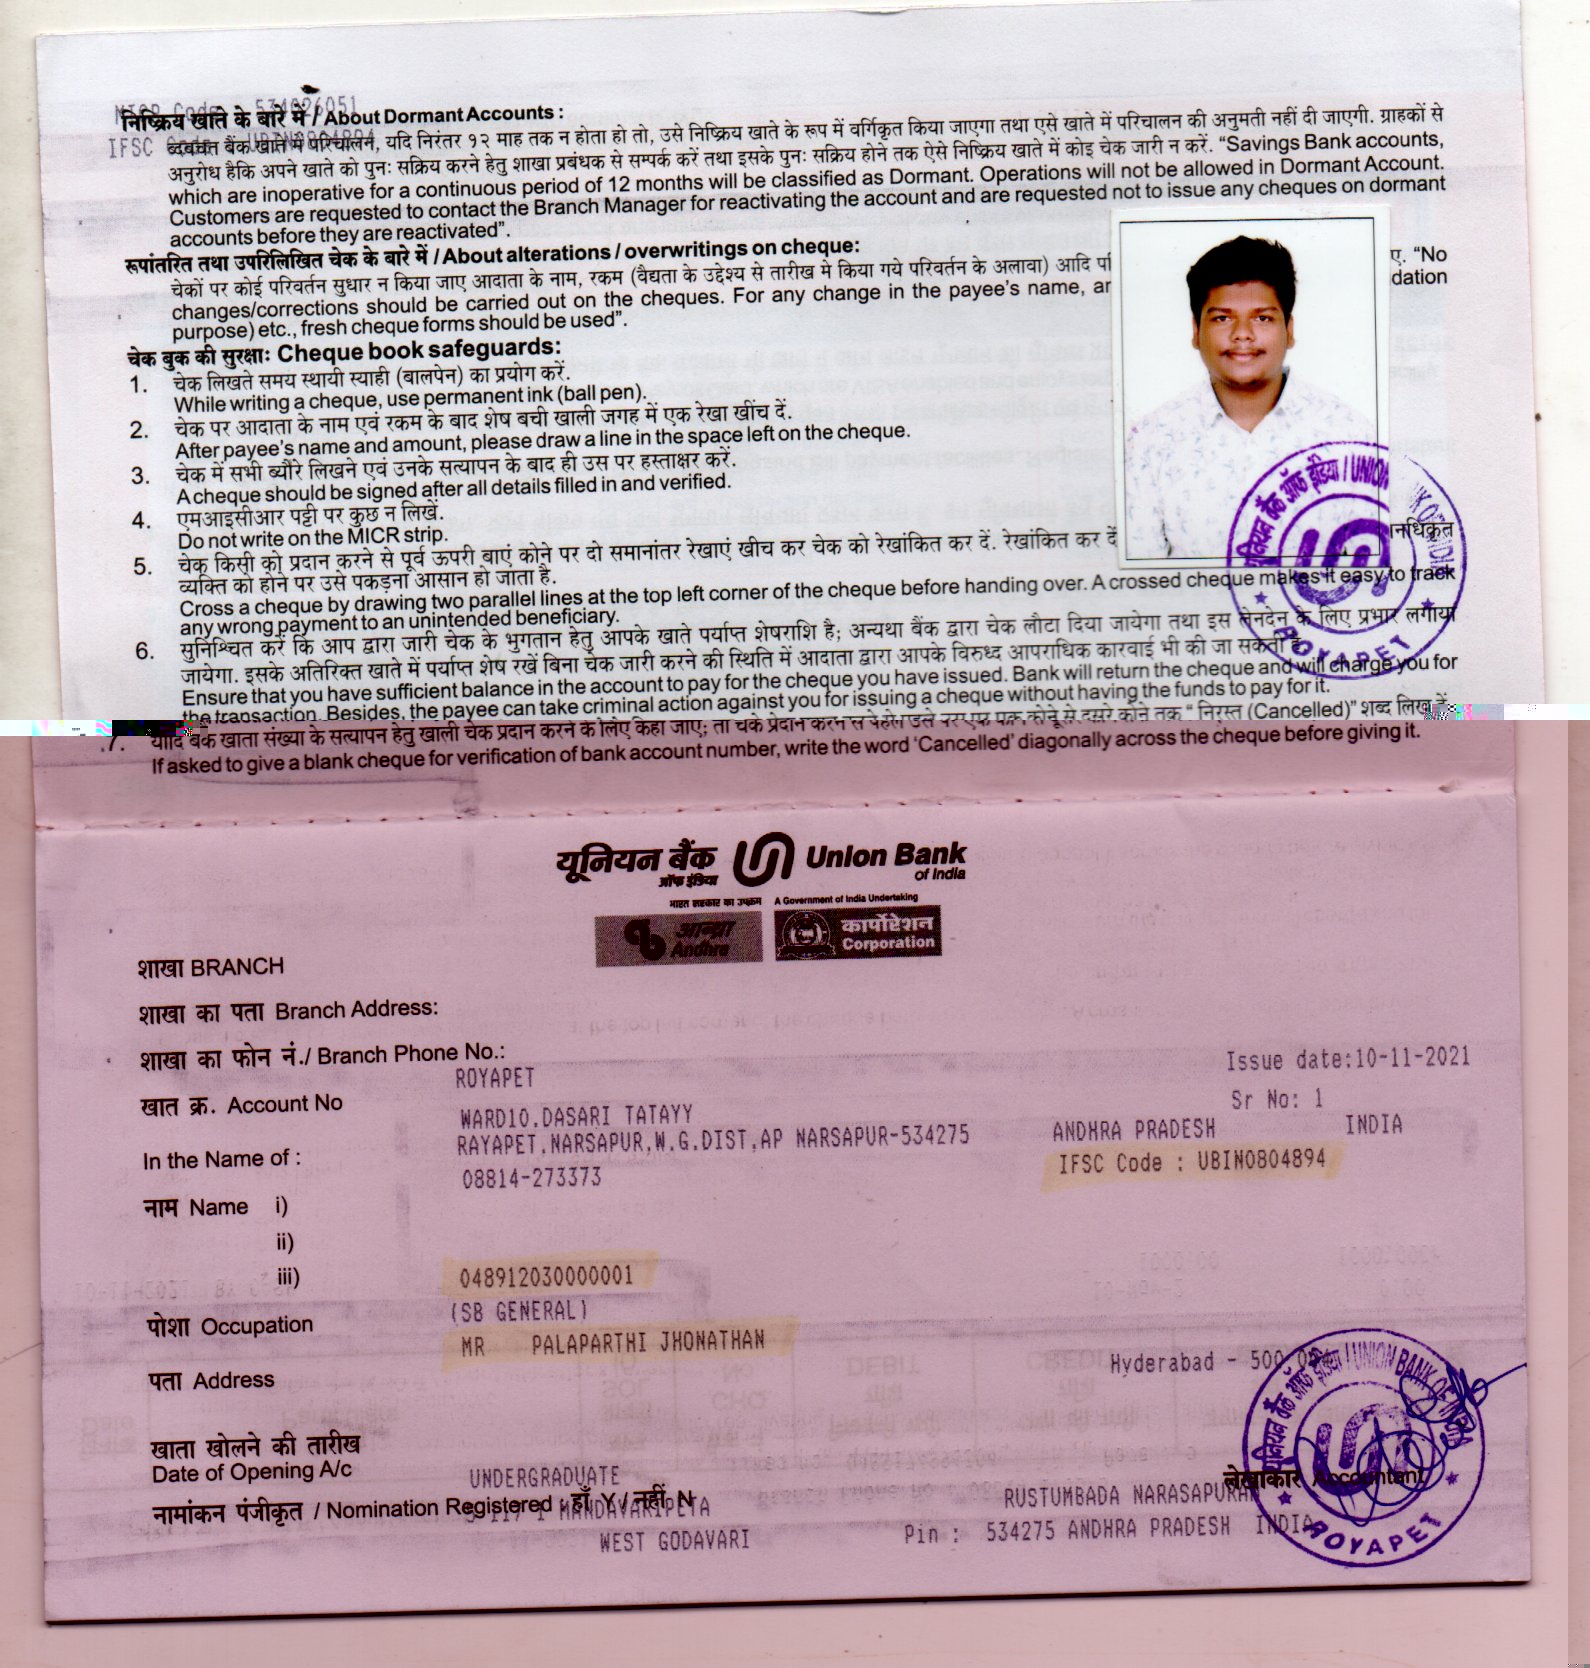 MICR Code : 534026051
निष्क्रिय खाते के बारे में / About Dormant Accounts :
IFSC Code : UBIN0804894
बैंक खाते में परिचालन, यदि निरंतर १२ माह तक न होता हो तो, उसे निष्क्रिय खाते के रूप में वर्गिकृत किया जाएगा तथा एसे खाते में परिचालन की अनुमती नहीं दी जाएगी. ग्राहकों से
अनुरोध हैकि अपने खाते को पुनः सक्रिय करने हेतु शाखा प्रबंधक से सम्पर्क करें तथा इसके पुनः सक्रिय होने तक ऐसे निष्क्रिय खाते में कोइ चेक जारी न करें. “Savings Bank accounts,
which are inoperative for a continuous period of 12 months will be classified as Dormant. Operations will not be allowed in Dormant Account.
Customers are requested to contact the Branch Manager for reactivating the account and are requested not to issue any cheques on dormant
accounts before they are reactivated”.
रूपांतरित तथा उपरिलिखित चेक के बारे में / About alterations / overwritings on cheque:
चेकों पर कोई परिवर्तन सुधार न किया जाए आदाता के नाम, रकम (वैद्यता के उद्देश्य से तारीख मे किया गये परिवर्तन के अलावा) आदि ए. “No
changes/corrections should be carried out on the cheques. For any change in the payee’s name, ar dation
purpose) etc., fresh cheque forms should be used”.
चेक बुक की सुरक्षाः Cheque book safeguards:
1. चेक लिखते समय स्थायी स्याही (बालपेन) का प्रयोग करें.
While writing a cheque, use permanent ink (ball pen).
2. चेक पर आदाता के नाम एवं रकम के बाद शेष बची खाली जगह में एक रेखा खींच दें.
After payee’s name and amount, please draw a line in the space left on the cheque.
3. चेक में सभी ब्यौरे लिखने एवं उनके सत्यापन के बाद ही उस पर हस्ताक्षर करें.
A cheque should be signed after all details filled in and verified.
4. एमआइसीआर पट्टी पर कुछ न लिखें.
Do not write on the MICR strip.
5. चेक किसी को प्रदान करने से पूर्व ऊपरी बाएं कोने पर दो समानांतर रेखाएं खीच कर चेक को रेखांकित कर दें. रेखांकित कर दें नधिकृत
व्यक्ति को होने पर उसे पकड़ना आसान हो जाता है.
Cross a cheque by drawing two parallel lines at the top left corner of the cheque before handing over. A crossed cheque makes it easy to track
any wrong payment to an unintended beneficiary.
6. सुनिश्चित करें कि आप द्वारा जारी चेक के भुगतान हेतु आपके खाते पर्याप्त शेषराशि है; अन्यथा बैंक द्वारा चेक लौटा दिया जायेगा तथा इस लेनदेन के लिए प्रभार लगाया
जायेगा. इसके अतिरिक्त खाते में पर्याप्त शेष रखें बिना चेक जारी करने की स्थिति में आदाता द्वारा आपके विरुध्द आपराधिक कारवाई भी की जा सकती है
Ensure that you have sufficient balance in the account to pay for the cheque you have issued. Bank will return the cheque and will charge you for
the transaction. Besides, the payee can take criminal action against you for issuing a cheque without having the funds to pay for it.
7. यदि बैंक खाता संख्या के सत्यापन हेतु खाली चेक प्रदान करने के लिए केहा जाए; एक कोने से दुसरे कोने तक “ निरस्त (Cancelled)” शब्द लिख दें.
If asked to give a blank cheque for verification of bank account number, write the word ‘Cancelled’ diagonally across the cheque before giving it.
यूनियन बैंक ऑफ इंडिया / UNION BANK OF INDIA
ROYAPET
यूनियन बैंक Union Bank
ऑफ इंडिया of India
भारत सरकार का उपक्रम A Government of India Undertaking
आन्ध्रा कार्पोरेशन
Andhra Corporation
शाखा BRANCH
शाखा का पता Branch Address:
शाखा का फोन नं./ Branch Phone No.:
ROYAPET Issue date:10-11-2021
खात क्र. Account No
Sr No: 1
WARD10.DASARI TATAYY
RAYAPET.NARSAPUR,W.G.DIST,AP NARSAPUR-534275 ANDHRA PRADESH INDIA
In the Name of :
08814-273373 IFSC Code : UBIN0804894
नाम Name i)
ii)
iii) 048912030000001
(SB GENERAL)
पोशा Occupation
MR PALAPARTHI JHONATHAN
Hyderabad - 500
पता Address
खाता खोलने की तारीख
Date of Opening A/c
UNDERGRADUATE
लेखाकार Accountant
नामांकन पंजीकृत / Nomination Registered : हाँ Y / नहीं N
MANDAVARIPETA RUSTUMBADA NARASAPURAM
WEST GODAVARI Pin : 534275 ANDHRA PRADESH INDIA
यूनियन बैंक ऑफ इंडिया / UNION BANK OF INDIA
ROYAPET